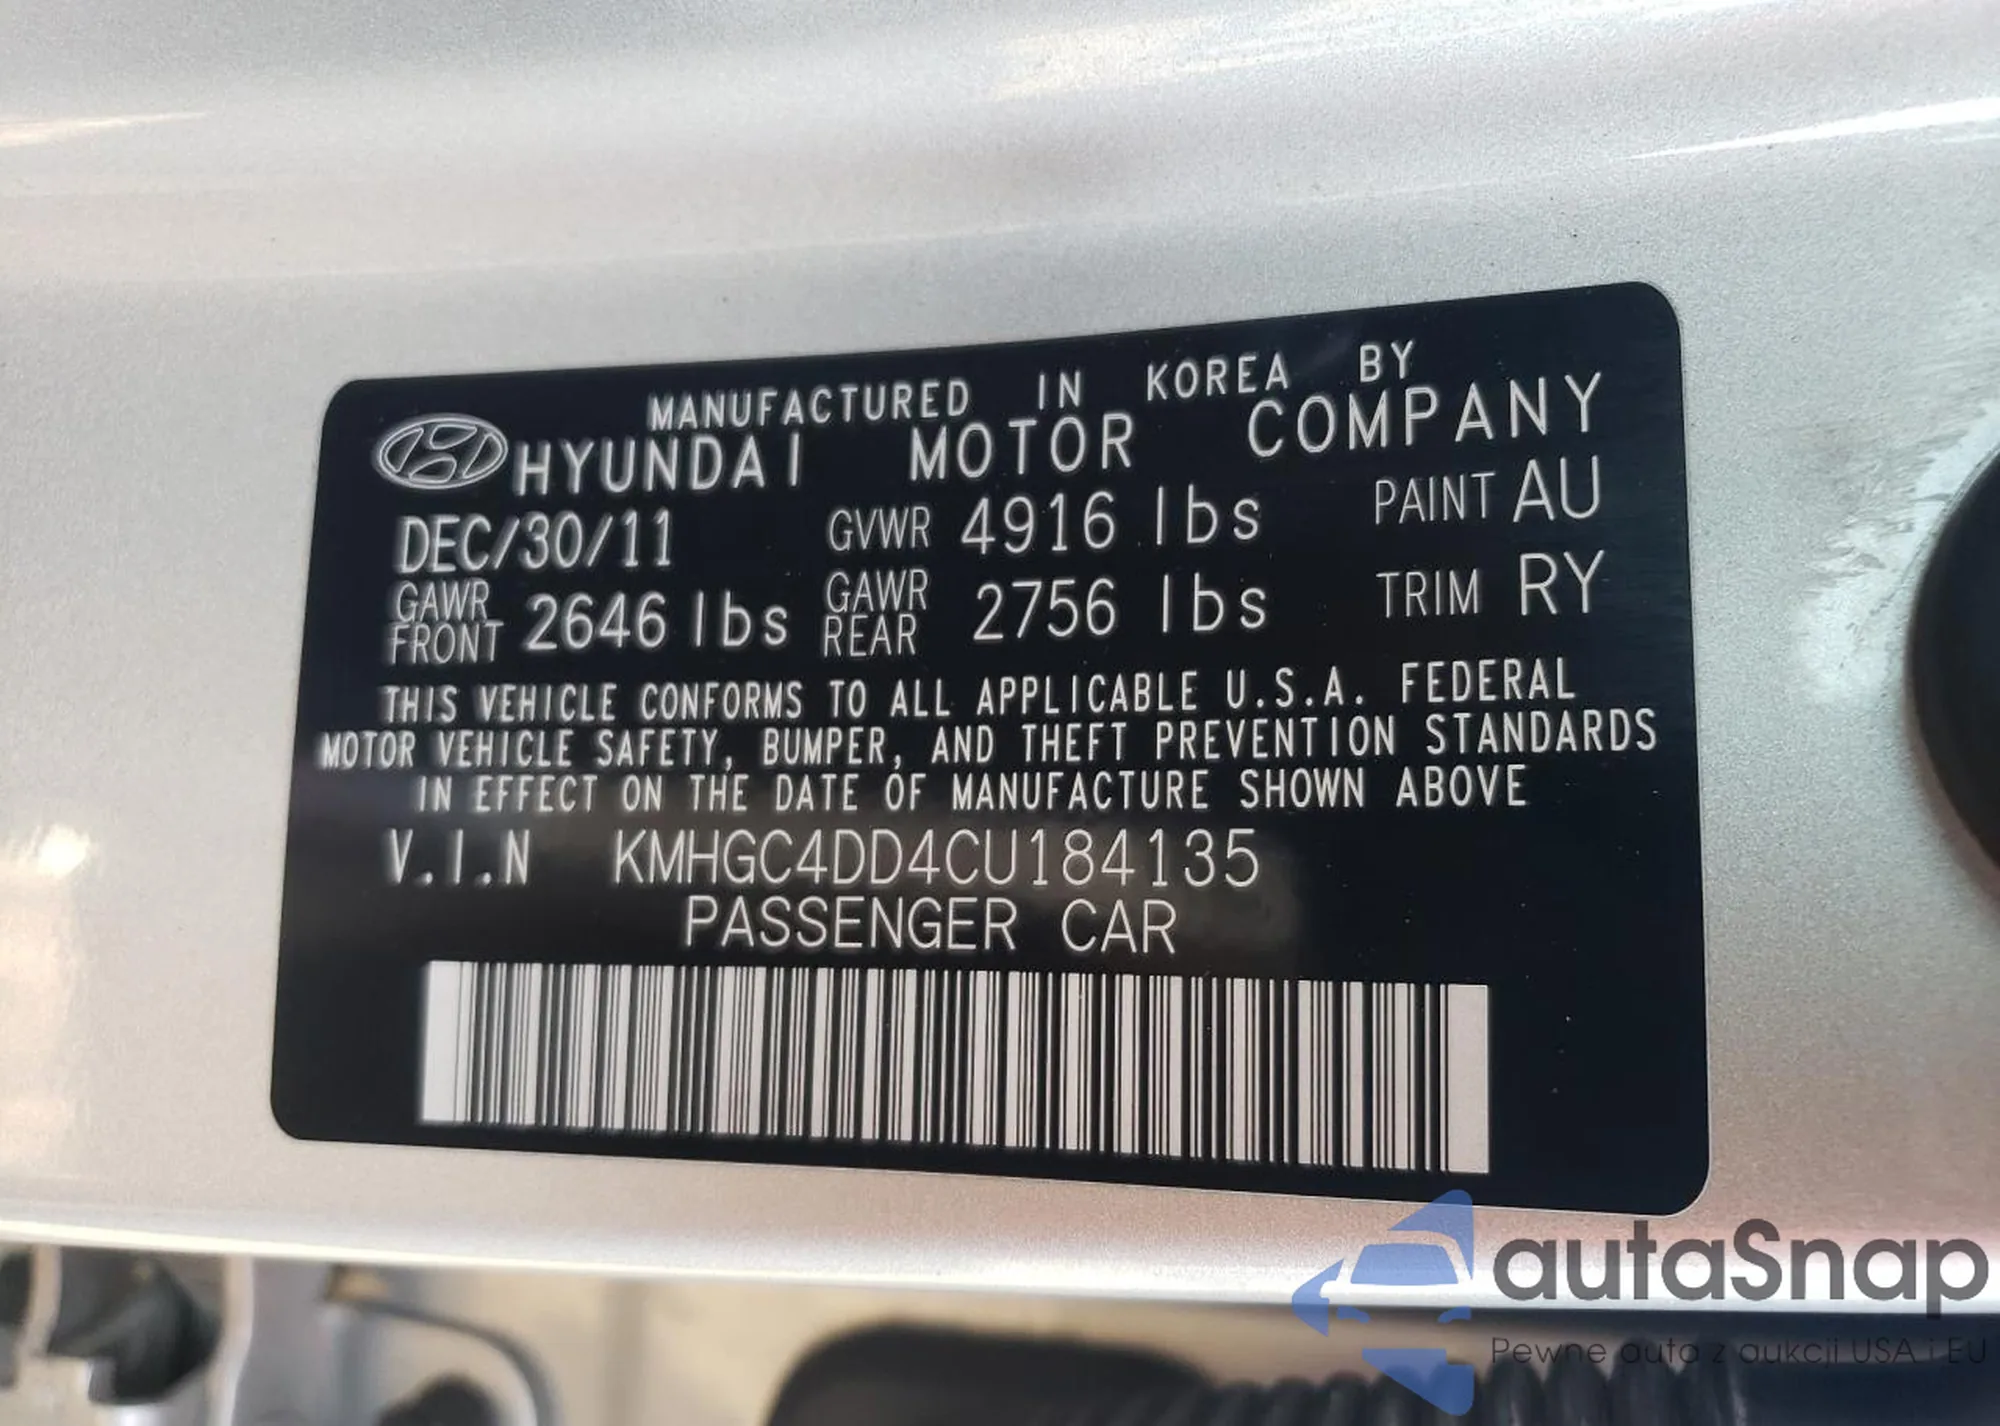 MANUFACTURED IN KOREA BY
HYUNDAI MOTOR COMPANY
DEC/30/11 GVWR 4916 lbs PAINT AU
GAWR FRONT 2646 lbs GAWR REAR 2756 lbs TRIM RY
THIS VEHICLE CONFORMS TO ALL APPLICABLE U.S.A. FEDERAL
MOTOR VEHICLE SAFETY, BUMPER, AND THEFT PREVENTION STANDARDS
IN EFFECT ON THE DATE OF MANUFACTURE SHOWN ABOVE
V.I.N KMHGC4DD4CU184135
PASSENGER CAR
autaSnap
Pewne auta z aukcji USA i EU